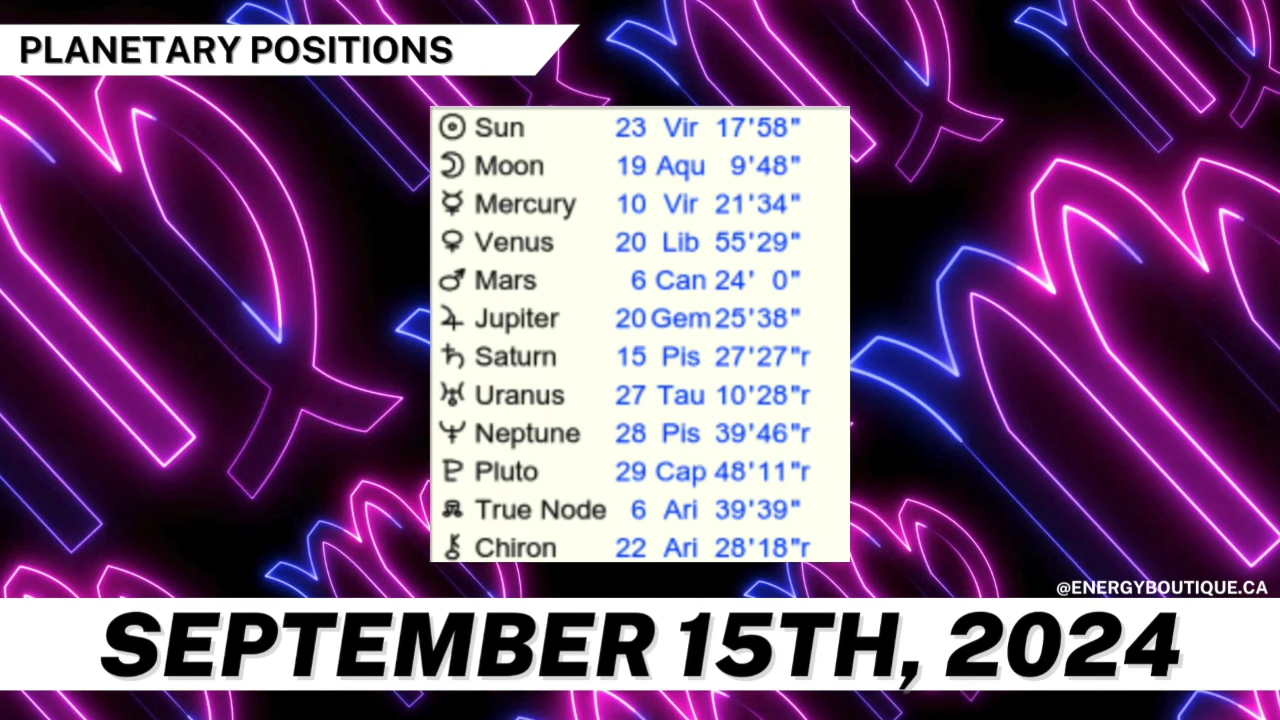 PLANETARY POSITIONS
Sun 23 Vir 17'58"
Moon 19 Aqu 9'48"
Mercury 10 Vir 21'34"
Venus 20 Lib 55'29"
Mars 6 Can 24' 0"
Jupiter 20 Gem 25'38"
Saturn 15 Pis 27'27"r
Uranus 27 Tau 10'28"r
Neptune 28 Pis 39'46"r
Pluto 29 Cap 48'11"r
True Node 6 Ari 39'39"
Chiron 22 Ari 28'18"r
@ENERGYBOUTIQUE.CA
SEPTEMBER 15TH, 2024